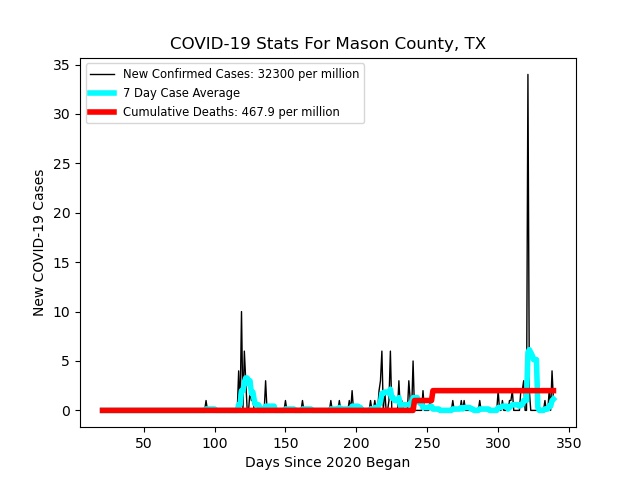 COVID-19 Stats For Mason County, TX
New Confirmed Cases: 32300 per million
7 Day Case Average
Cumulative Deaths: 467.9 per million
New COVID-19 Cases
35
30
25
20
15
10
5
0
50 100 150 200 250 300 350
Days Since 2020 Began